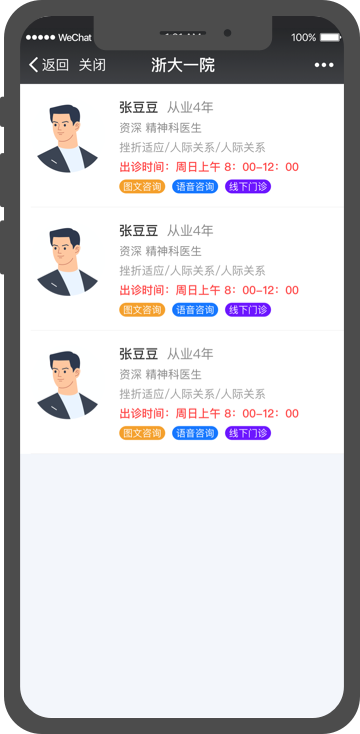 WeChat
100%
返回 关闭 浙大一院
张豆豆 从业4年
资深 精神科医生
挫折适应/人际关系/人际关系
出诊时间：周日上午 8：00-12：00
图文咨询 语音咨询 线下门诊
张豆豆 从业4年
资深 精神科医生
挫折适应/人际关系/人际关系
出诊时间：周日上午 8：00-12：00
图文咨询 语音咨询 线下门诊
张豆豆 从业4年
资深 精神科医生
挫折适应/人际关系/人际关系
出诊时间：周日上午 8：00-12：00
图文咨询 语音咨询 线下门诊